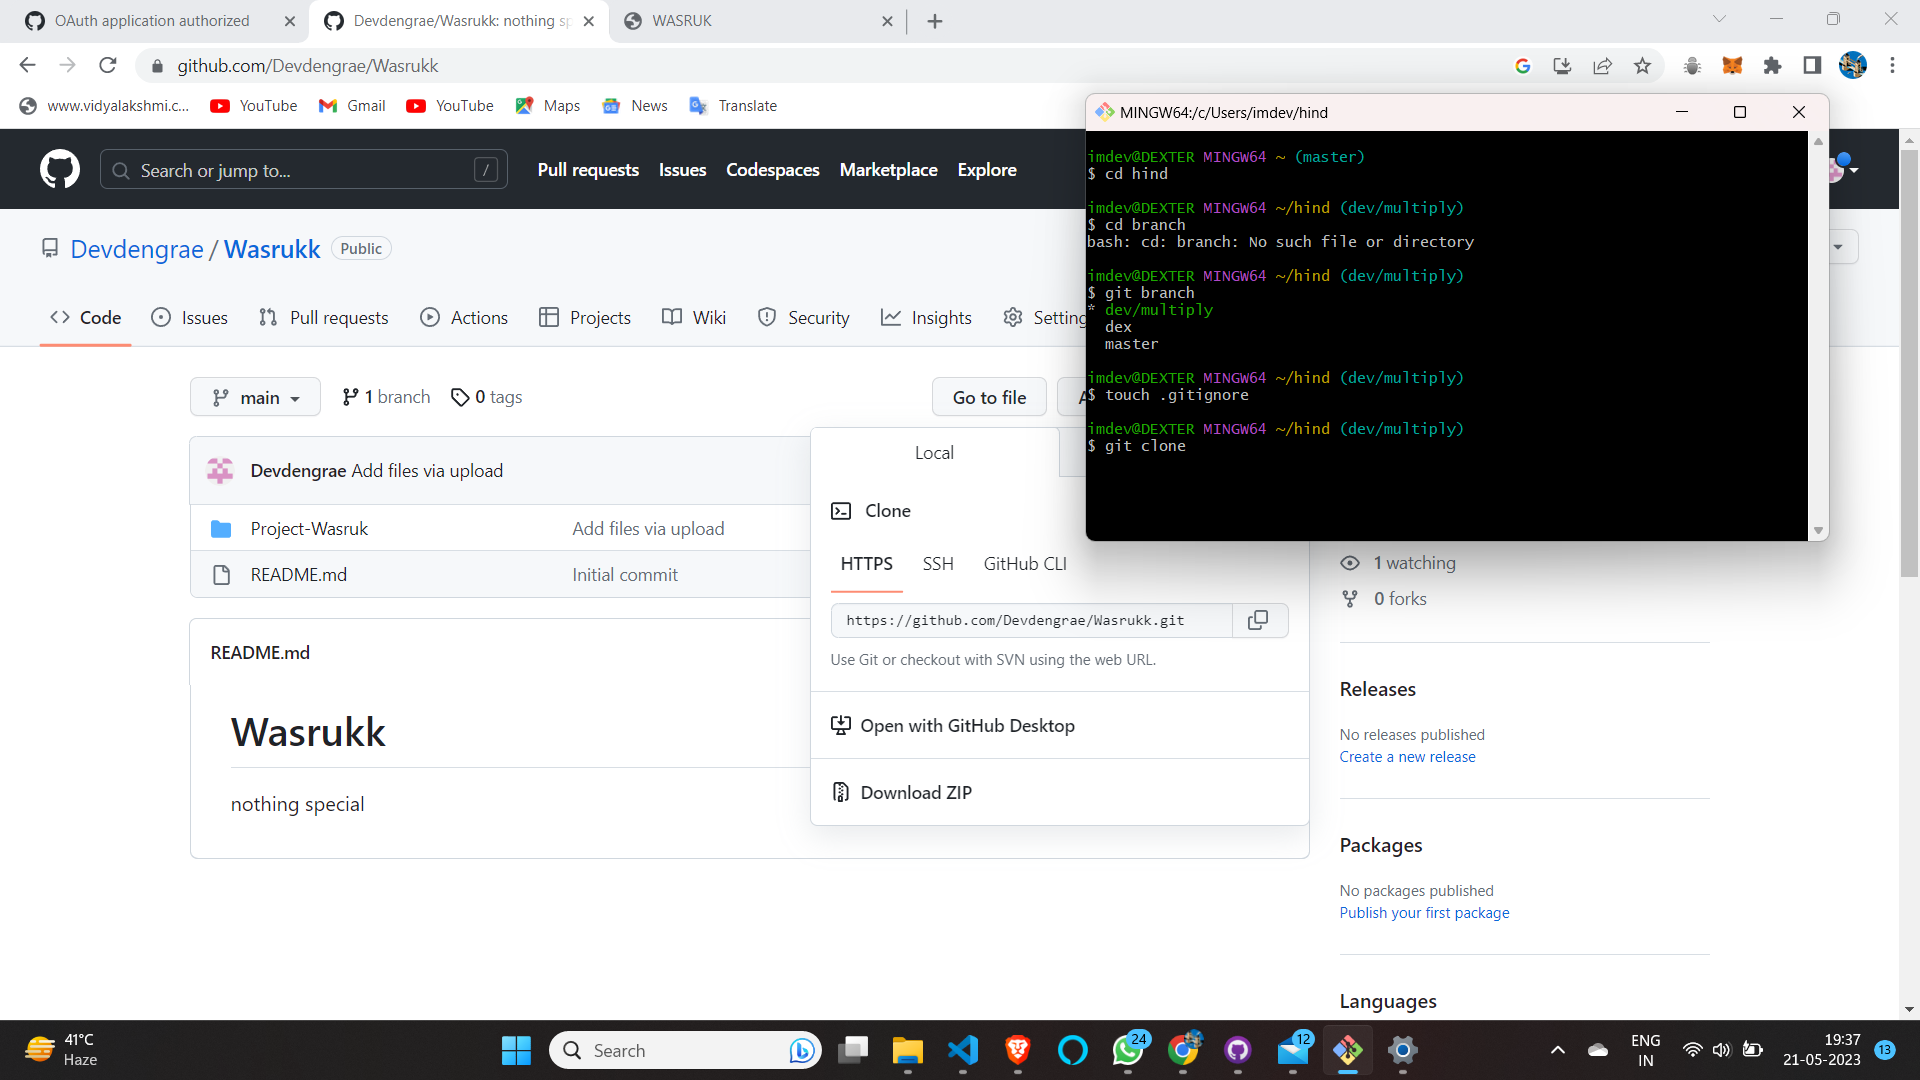 OAuth application authorized
Devdengrae/Wasrukk: nothing sp
WASRUK
github.com/Devdengrae/Wasrukk
www.vidyalakshmi.c...
YouTube
Gmail
YouTube
Maps
News
Translate
Search or jump to...
/
Pull requests
Issues
Codespaces
Marketplace
Explore
Devdengrae / Wasrukk
Public
Code
Issues
Pull requests
Actions
Projects
Wiki
Security
Insights
Setting
main
1 branch
0 tags
Go to file
A
Devdengrae Add files via upload
Project-Wasruk
Add files via upload
README.md
Initial commit
README.md
Wasrukk
nothing special
Local
Clone
HTTPS
SSH
GitHub CLI
https://github.com/Devdengrae/Wasrukk.git
Use Git or checkout with SVN using the web URL.
Open with GitHub Desktop
Download ZIP
MINGW64:/c/Users/imdev/hind
imdev@DEXTER MINGW64 ~ (master)
$ cd hind
imdev@DEXTER MINGW64 ~/hind (dev/multiply)
$ cd branch
bash: cd: branch: No such file or directory
imdev@DEXTER MINGW64 ~/hind (dev/multiply)
$ git branch
* dev/multiply
dex
master
imdev@DEXTER MINGW64 ~/hind (dev/multiply)
$ touch .gitignore
imdev@DEXTER MINGW64 ~/hind (dev/multiply)
$ git clone
1 watching
0 forks
Releases
No releases published
Create a new release
Packages
No packages published
Publish your first package
Languages
41°C
Haze
Search
24
12
ENG
IN
19:37
21-05-2023
13